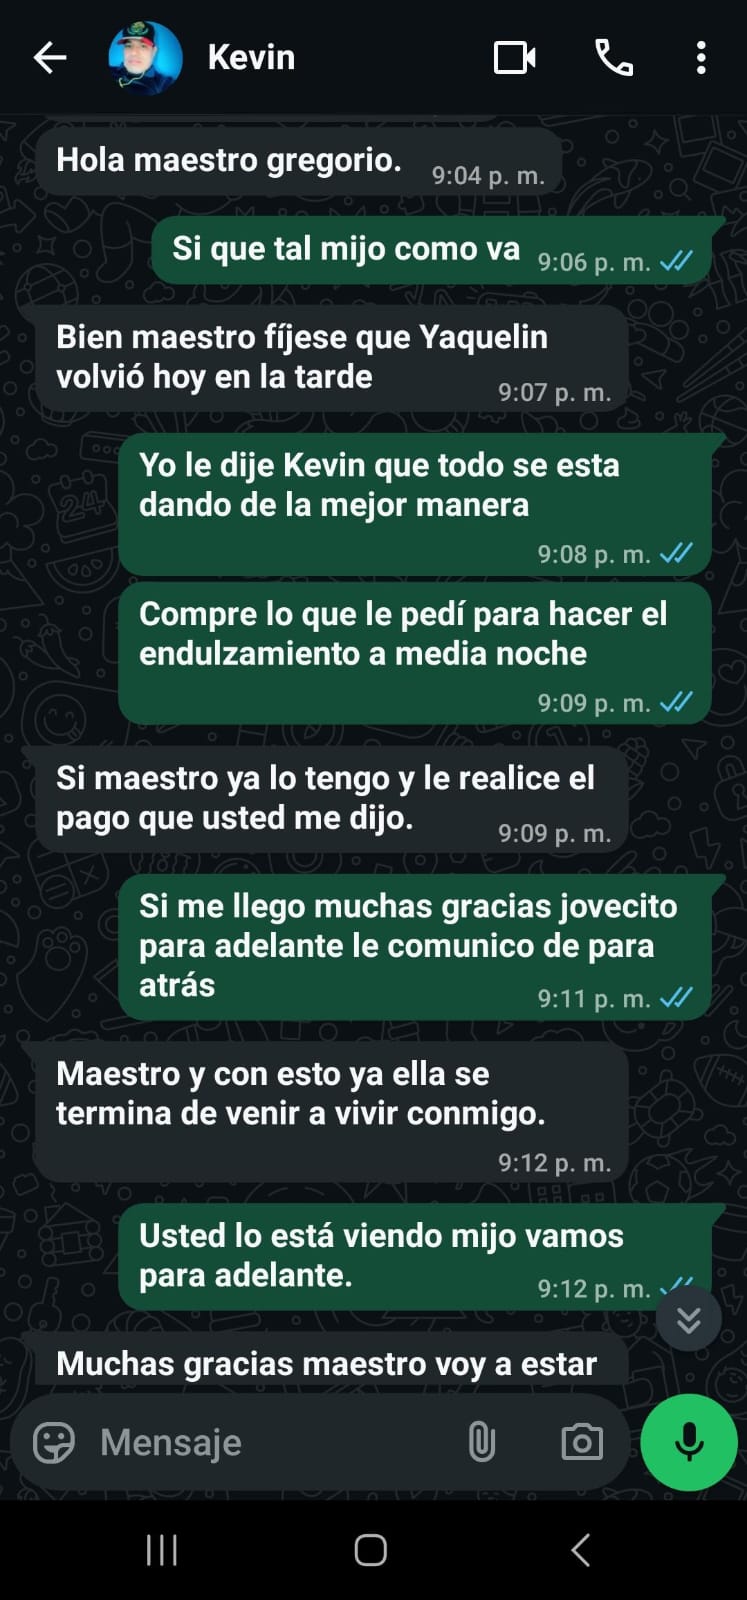 Kevin
Hola maestro gregorio.
9:04 p. m.
Si que tal mijo como va
9:06 p. m.
Bien maestro fíjese que Yaquelin
volvió hoy en la tarde
9:07 p. m.
Yo le dije Kevin que todo se esta
dando de la mejor manera
9:08 p. m.
Compre lo que le pedí para hacer el
endulzamiento a media noche
9:09 p. m.
Si maestro ya lo tengo y le realice el
pago que usted me dijo.
9:09 p. m.
Si me llego muchas gracias jovecito
para adelante le comunico de para
atrás
9:11 p. m.
Maestro y con esto ya ella se
termina de venir a vivir conmigo.
9:12 p. m.
Usted lo está viendo mijo vamos
para adelante.
9:12 p. m.
Muchas gracias maestro voy a estar
Mensaje